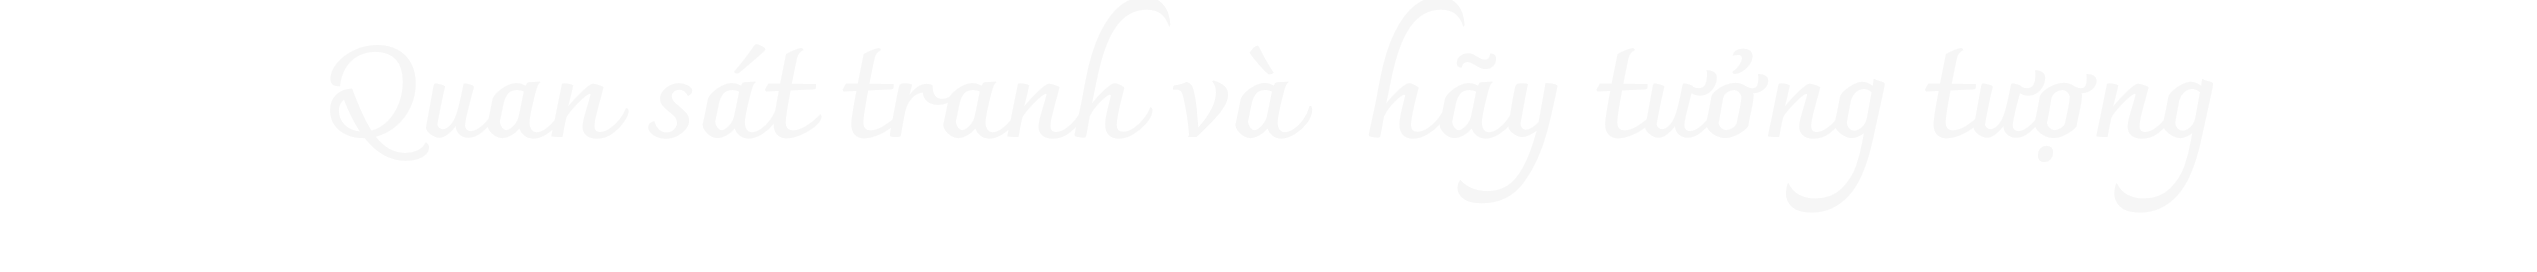 Quan sát tranh và hãy tưởng tượng